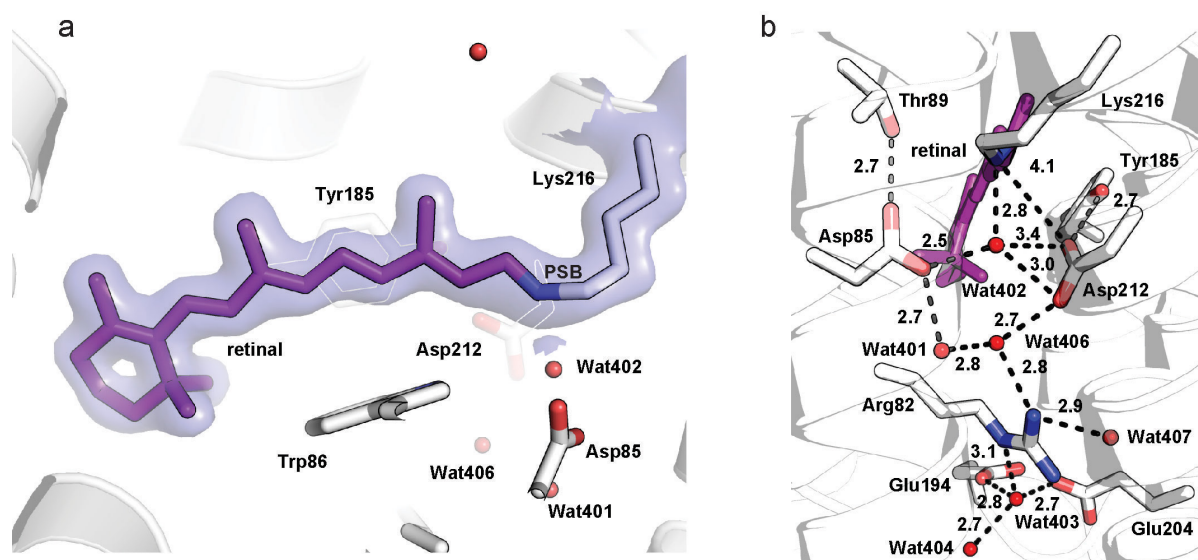 a
Tyr185
Lys216
PSB
retinal
Asp212
Wat402
Trp86
Wat406
Asp85
Wat401
b
Thr89
Lys216
retinal
4.1
Tyr185
2.7
2.8
2.7
Asp85
2.5
3.4
3.0
Wat402
Asp212
2.7
2.7
Wat401
2.8
Wat406
2.8
Arg82
2.9
Wat407
3.1
Glu194
2.8
2.7
Wat403
Glu204
2.7
Wat404